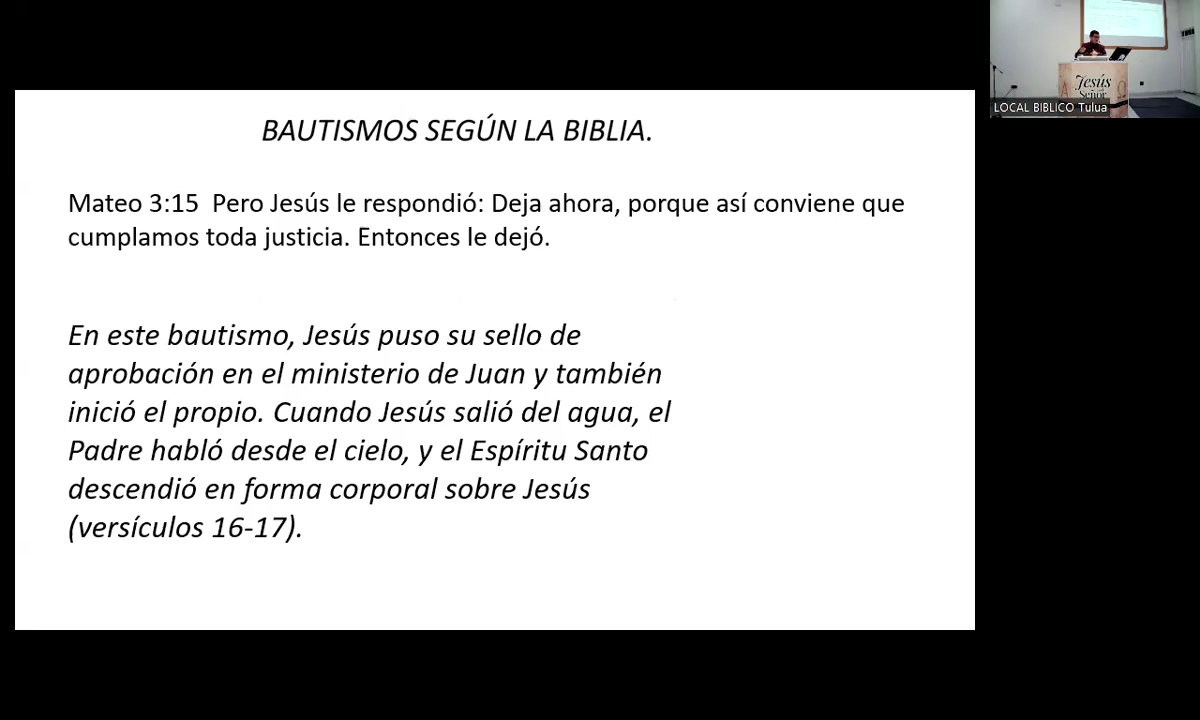 BAUTISMOS SEGÚN LA BIBLIA.
Mateo 3:15  Pero Jesús le respondió: Deja ahora, porque así conviene que
cumplamos toda justicia. Entonces le dejó.
En este bautismo, Jesús puso su sello de
aprobación en el ministerio de Juan y también
inició el propio. Cuando Jesús salió del agua, el
Padre habló desde el cielo, y el Espíritu Santo
descendió en forma corporal sobre Jesús
(versículos 16-17).
Jesús
Señor
LOCAL BIBLICO Tulua